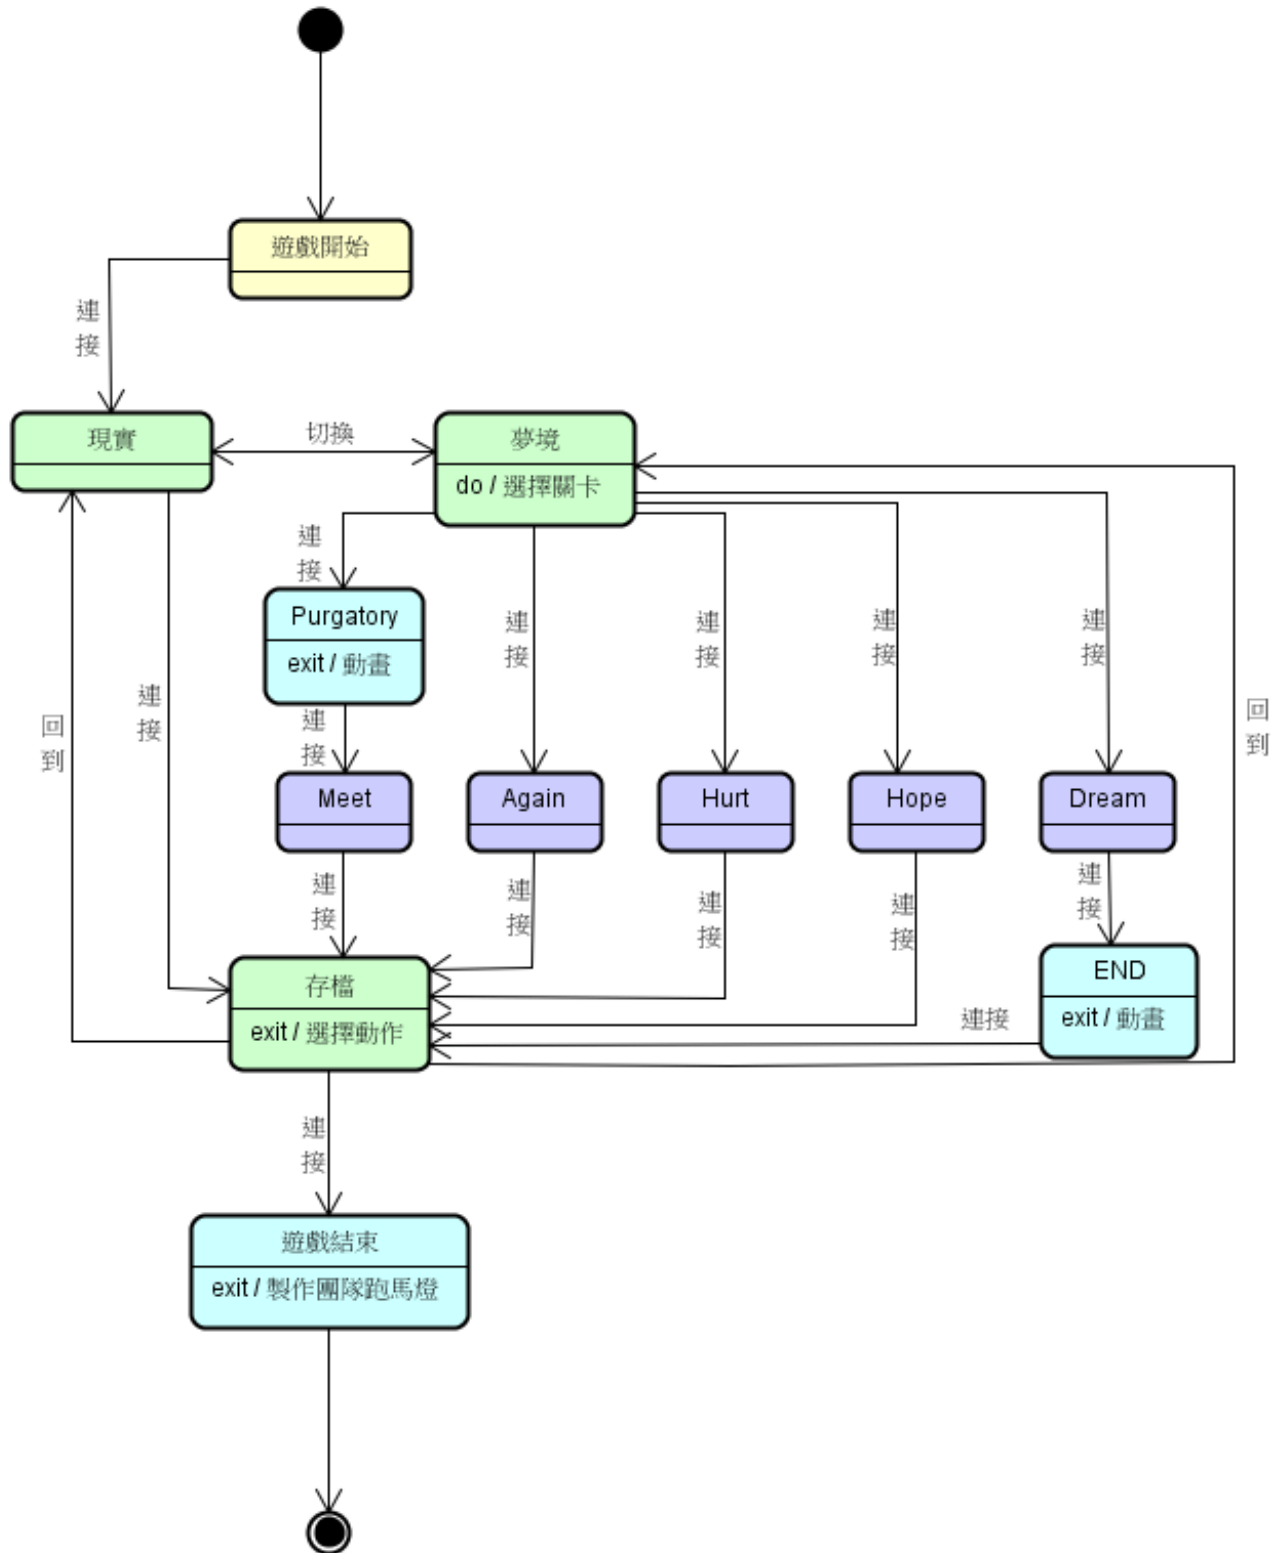 遊戲開始
連
接
現實
切換
夢境
do / 選擇關卡
連
接
Purgatory
exit / 動畫
連
接
連
接
連
接
連
接
回
到
連
接
連
接
回
到
Meet
Again
Hurt
Hope
Dream
連
接
連
接
連
接
連
接
連
接
存檔
exit / 選擇動作
END
exit / 動畫
連接
連
接
遊戲結束
exit / 製作團隊跑馬燈